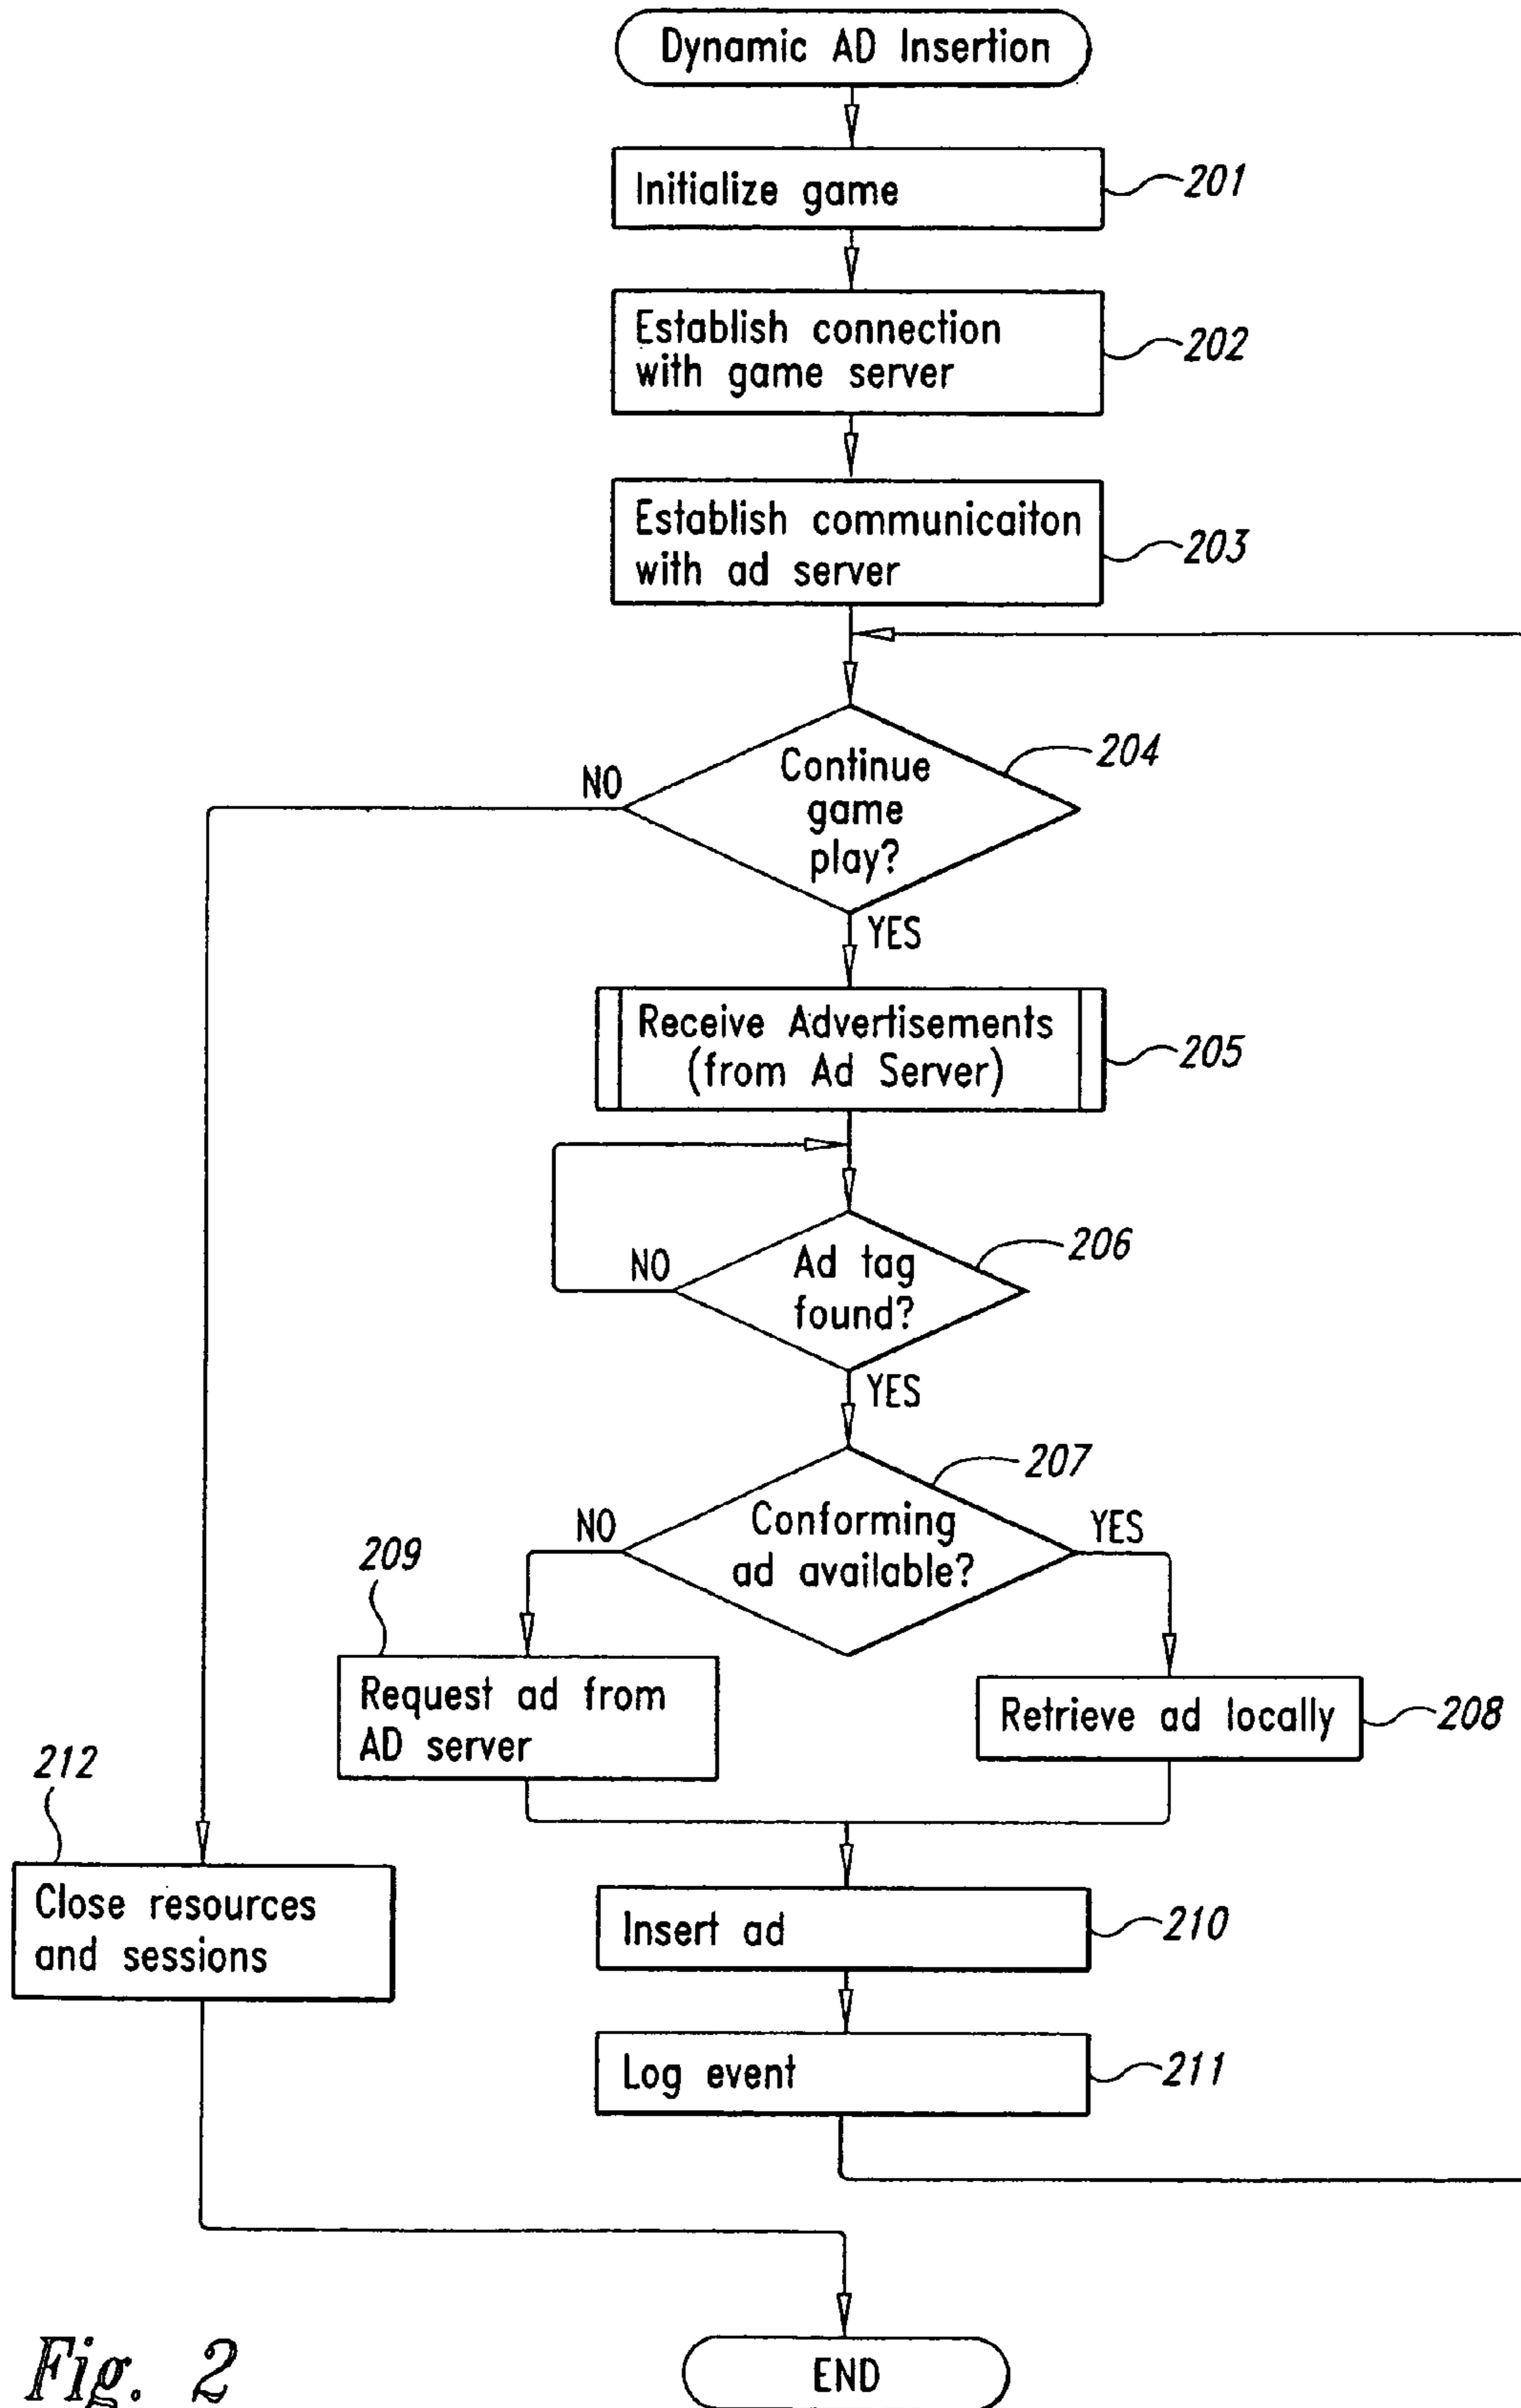 Dynamic AD Insertion
Initialize game
201
Establish connection
with game server
202
Establish communicaiton
with ad server
203
Continue
game
play?
204
NO
YES
Receive Advertisements
(from Ad Server)
205
Ad tag
found?
206
NO
YES
Conforming
ad available?
207
NO
YES
209
Request ad from
AD server
Retrieve ad locally
208
212
Close resources
and sessions
Insert ad
210
Log event
211
END
Fig. 2